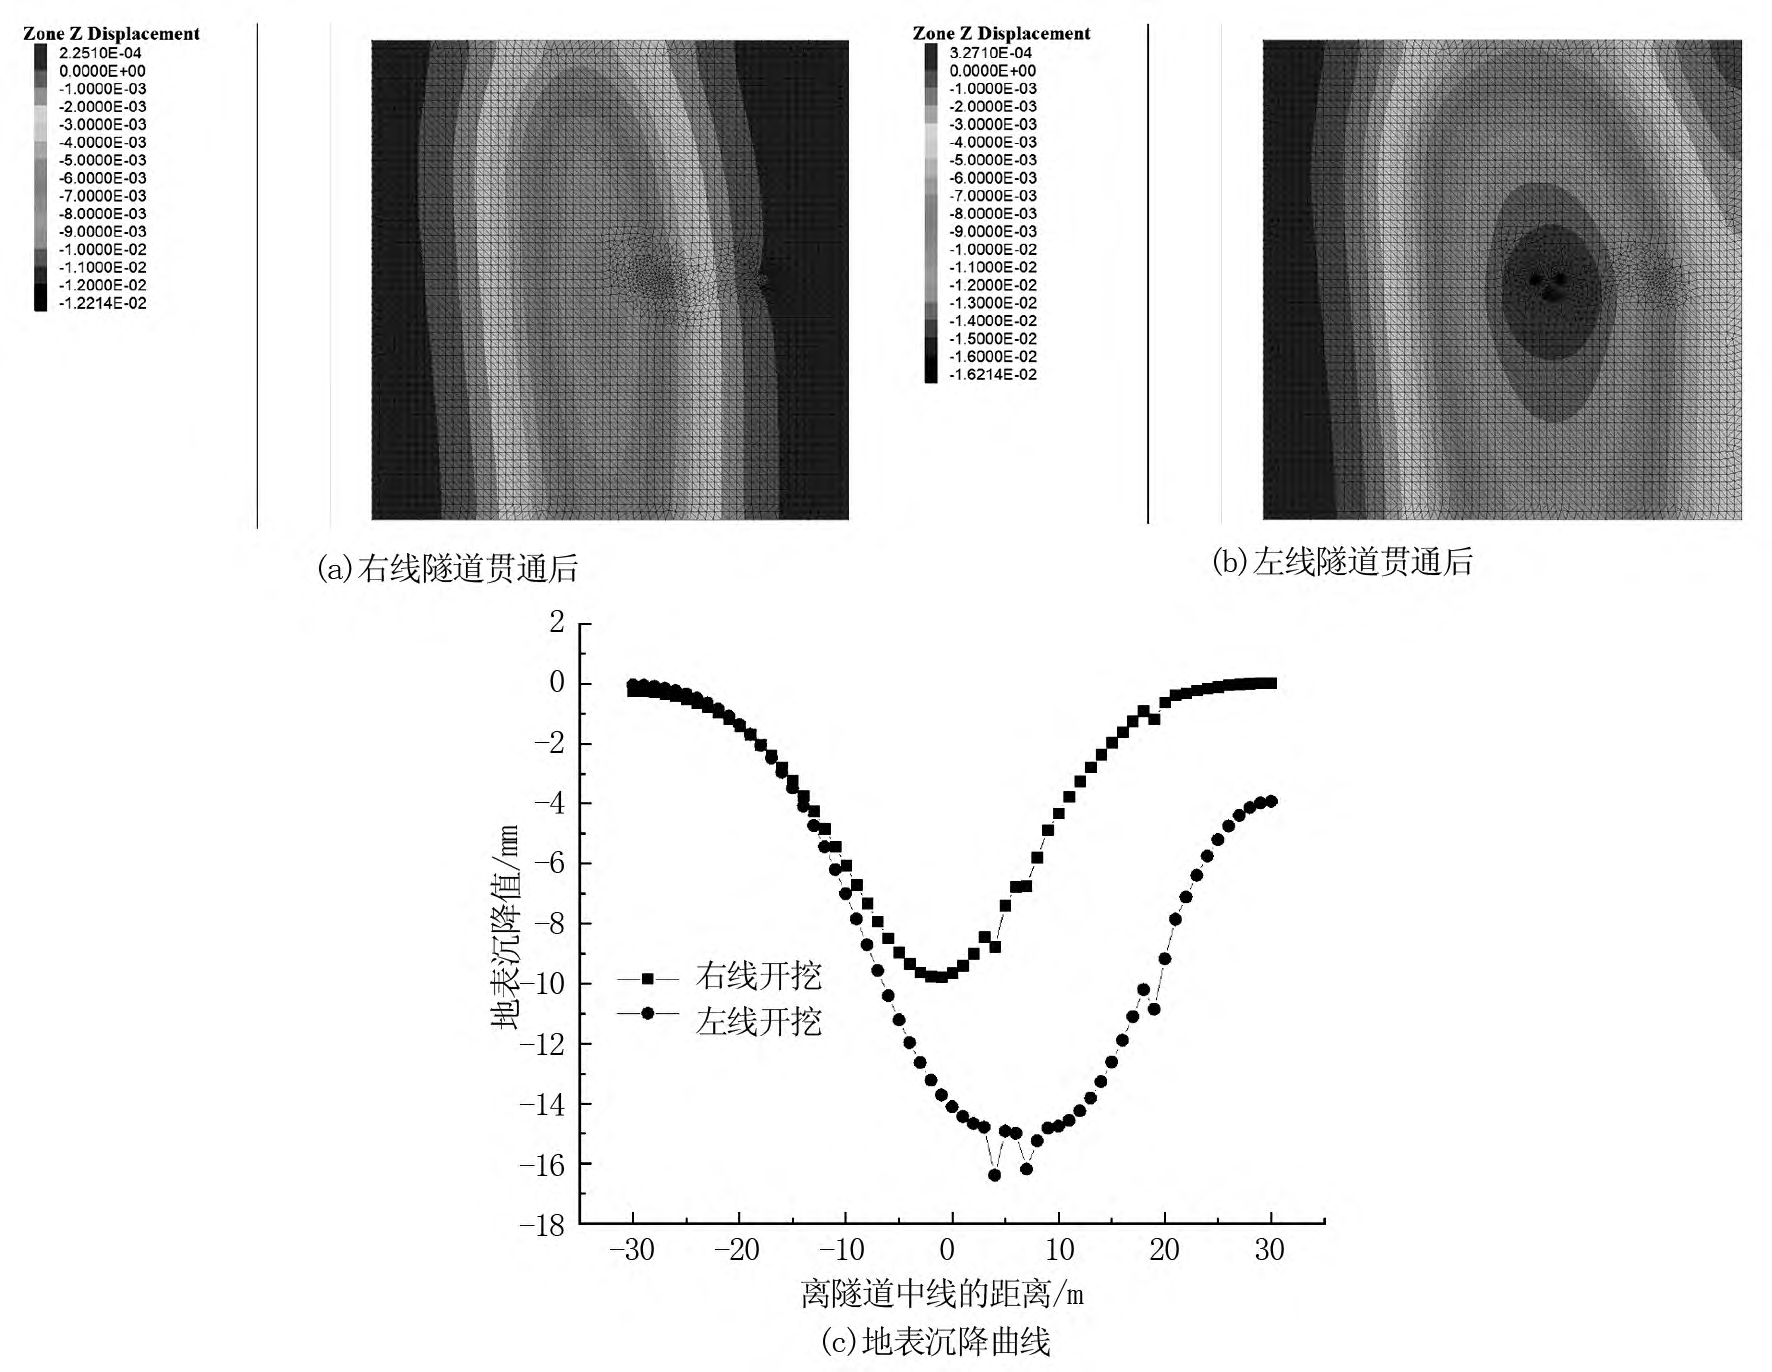 Zone Z Displacement
2.2510E-04
0.0000E+00
-1.0000E-03
-2.0000E-03
-3.0000E-03
-4.0000E-03
-5.0000E-03
-6.0000E-03
-7.0000E-03
-8.0000E-03
-9.0000E-03
-1.0000E-02
-1.1000E-02
-1.2000E-02
-1.2214E-02
(a)右线隧道贯通后
Zone Z Displacement
3.2710E-04
0.0000E+00
-1.0000E-03
-2.0000E-03
-3.0000E-03
-4.0000E-03
-5.0000E-03
-6.0000E-03
-7.0000E-03
-8.0000E-03
-9.0000E-03
-1.0000E-02
-1.1000E-02
-1.2000E-02
-1.3000E-02
-1.4000E-02
-1.5000E-02
-1.6000E-02
-1.6214E-02
(b)左线隧道贯通后
地表沉降值/mm
2
0
-2
-4
-6
-8
-10
-12
-14
-16
-18
右线开挖
左线开挖
-30 -20 -10 0 10 20 30
离隧道中线的距离/m
(c)地表沉降曲线